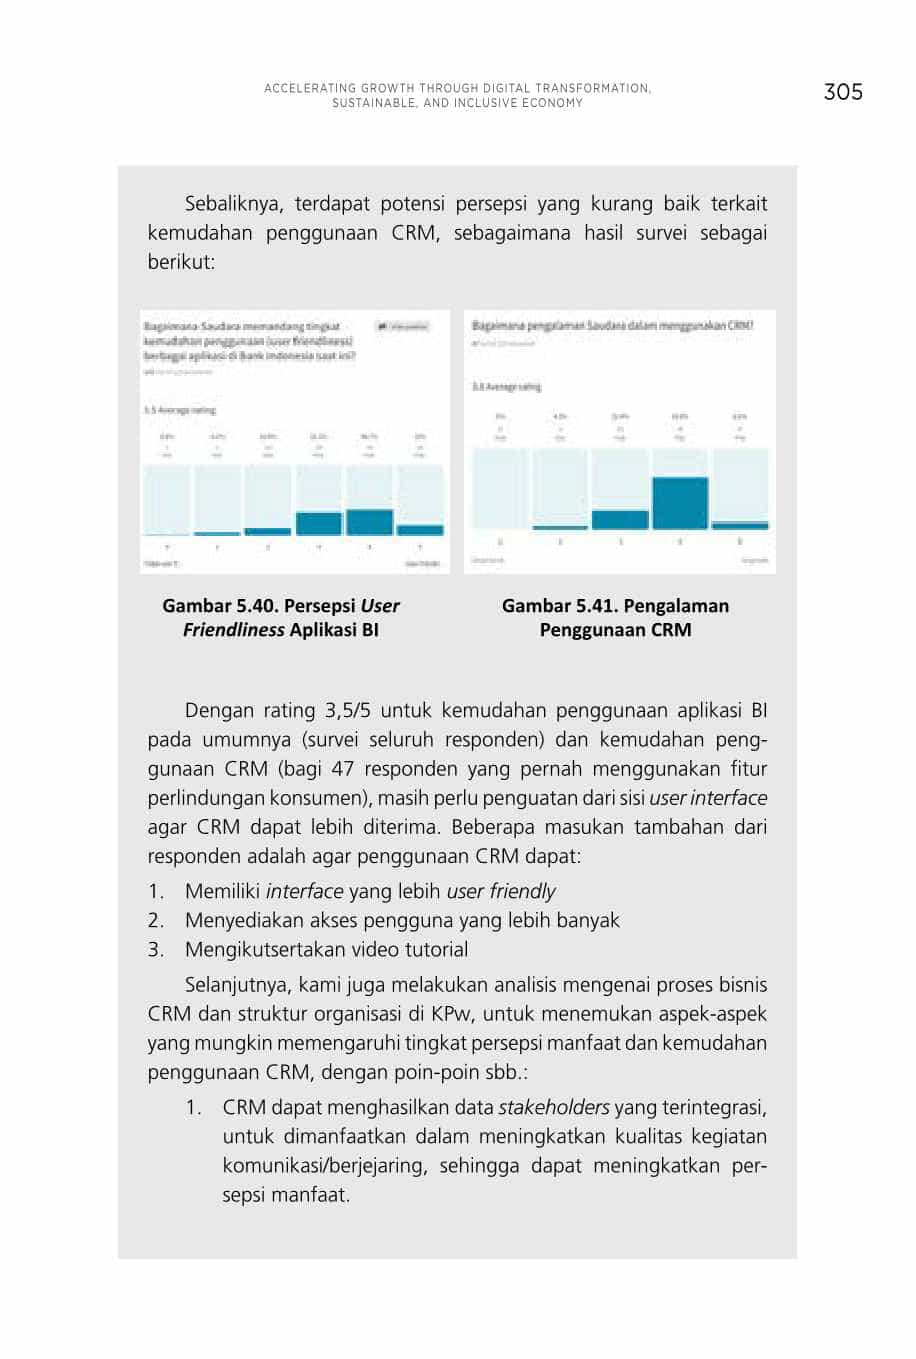 ACCELERATING GROWTH THROUGH DIGITAL TRANSFORMATION,
SUSTAINABLE, AND INCLUSIVE ECONOMY
305
Sebaliknya, terdapat potensi persepsi yang kurang baik terkait
kemudahan penggunaan CRM, sebagaimana hasil survei sebagai
berikut:
Bagaimana Saudara memandang tingkat
kemudahan penggunaan (user friendliness)
berbagai aplikasi di Bank Indonesia saat ini?
3.5 Average rating
Bagaimana pengalaman Saudara dalam menggunakan CRM?
Average rating
Gambar 5.40. Persepsi User
Friendliness Aplikasi BI
Gambar 5.41. Pengalaman
Penggunaan CRM
Dengan rating 3,5/5 untuk kemudahan penggunaan aplikasi BI
pada umumnya (survei seluruh responden) dan kemudahan peng-
gunaan CRM (bagi 47 responden yang pernah menggunakan fitur
perlindungan konsumen), masih perlu penguatan dari sisi user interface
agar CRM dapat lebih diterima. Beberapa masukan tambahan dari
responden adalah agar penggunaan CRM dapat:
1. Memiliki interface yang lebih user friendly
2. Menyediakan akses pengguna yang lebih banyak
3. Mengikutsertakan video tutorial
Selanjutnya, kami juga melakukan analisis mengenai proses bisnis
CRM dan struktur organisasi di KPw, untuk menemukan aspek-aspek
yang mungkin memengaruhi tingkat persepsi manfaat dan kemudahan
penggunaan CRM, dengan poin-poin sbb.:
1. CRM dapat menghasilkan data stakeholders yang terintegrasi,
untuk dimanfaatkan dalam meningkatkan kualitas kegiatan
komunikasi/berjejaring, sehingga dapat meningkatkan per-
sepsi manfaat.